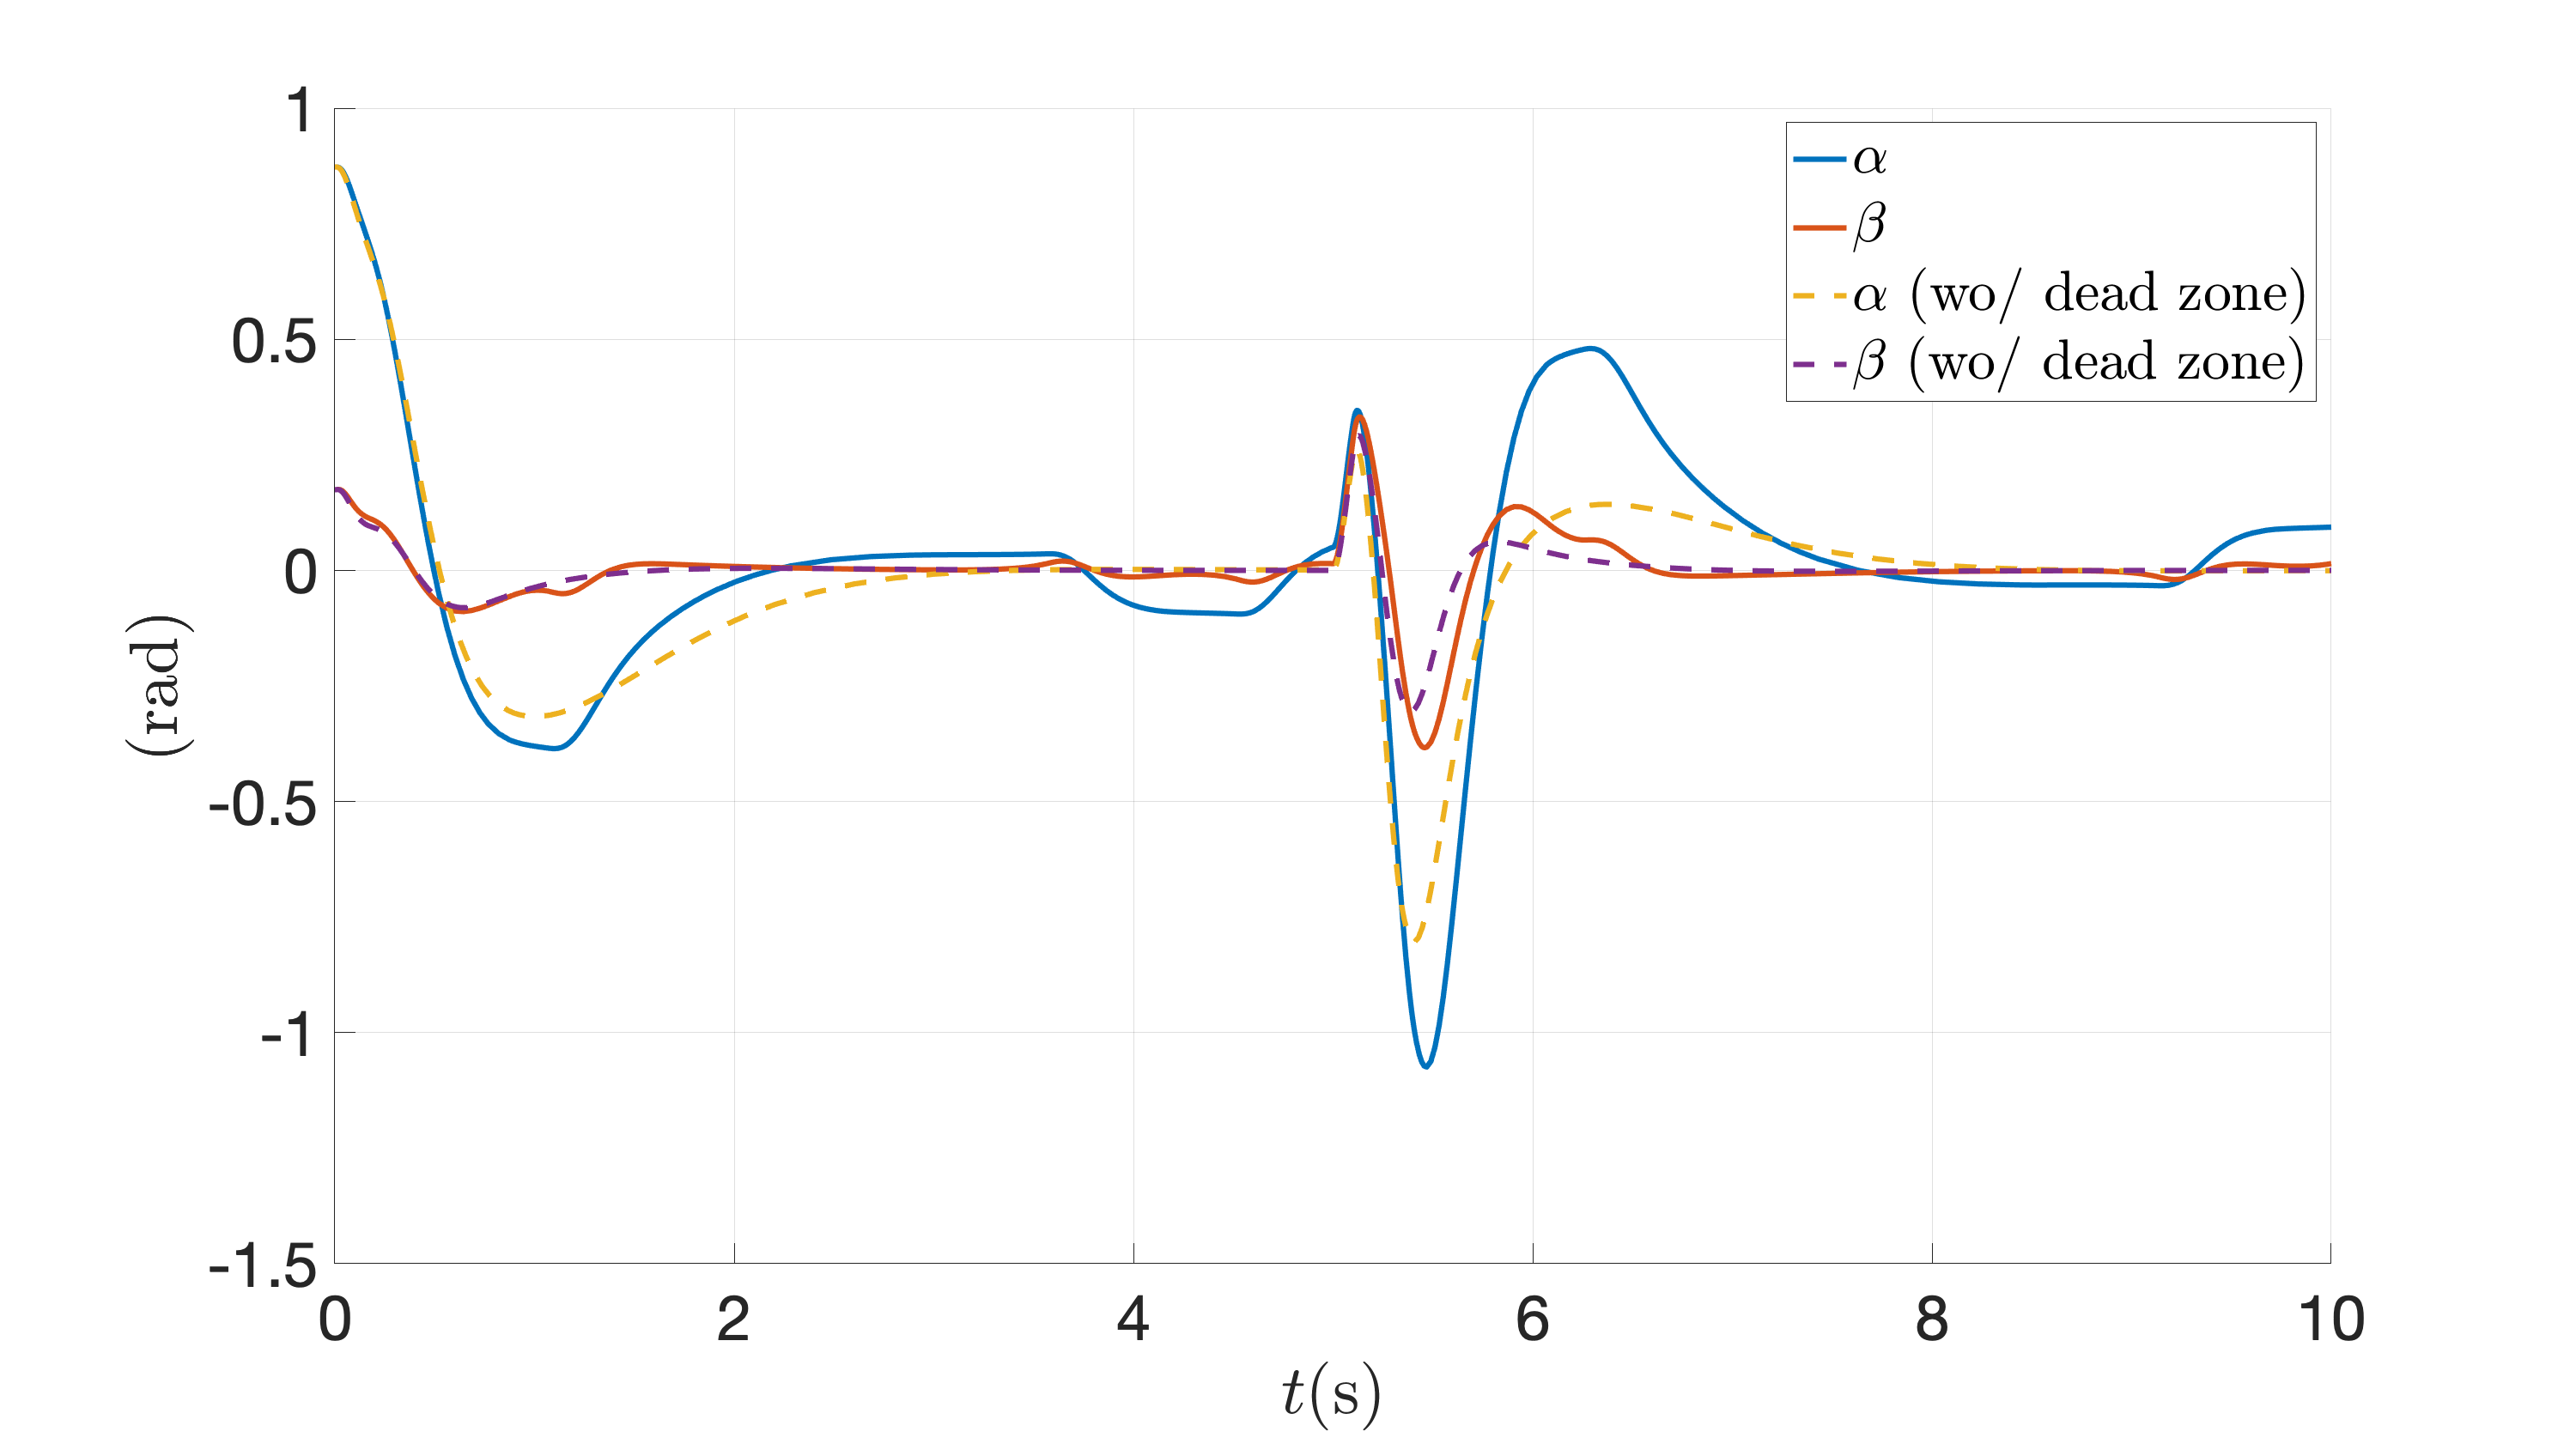 1
0.5
0
-0.5
-1
-1.5
(rad)
α
β
α (wo/ dead zone)
β (wo/ dead zone)
0 2 4 6 8 10
t(s)